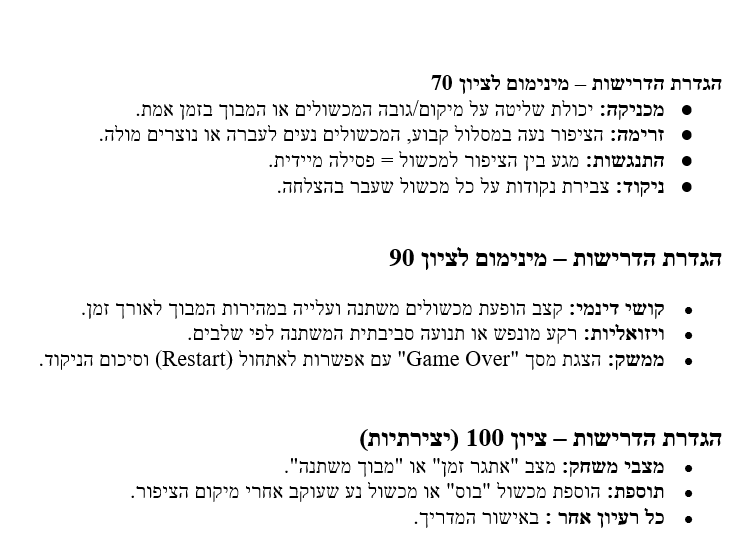 הגדרת הדרישות – מינימום לציון 70
● מכניקה: יכולת שליטה על מיקום/גובה המכשולים או המבוך בזמן אמת.
● זרימה: הציפור נעה במסלול קבוע, המכשולים נעים לעברה או נוצרים מולה.
● התנגשות: מגע בין הציפור למכשול = פסילה מיידית.
● ניקוד: צבירת נקודות על כל מכשול שעבר בהצלחה.
הגדרת הדרישות – מינימום לציון 90
• קושי דינמי: קצב הופעת מכשולים משתנה ועלייה במהירות המבוך לאורך זמן.
• ויזואליות: רקע מונפש או תנועה סביבתית המשתנה לפי שלבים.
• ממשק: הצגת מסך "Game Over" עם אפשרות לאתחול (Restart) וסיכום הניקוד.
הגדרת הדרישות – ציון 100 (יצירתיות)
• מצבי משחק: מצב "אתגר זמן" או "מבוך משתנה".
• תוספת: הוספת מכשול "בוס" או מכשול נע שעוקב אחרי מיקום הציפור.
• כל רעיון אחר : באישור המדריך.